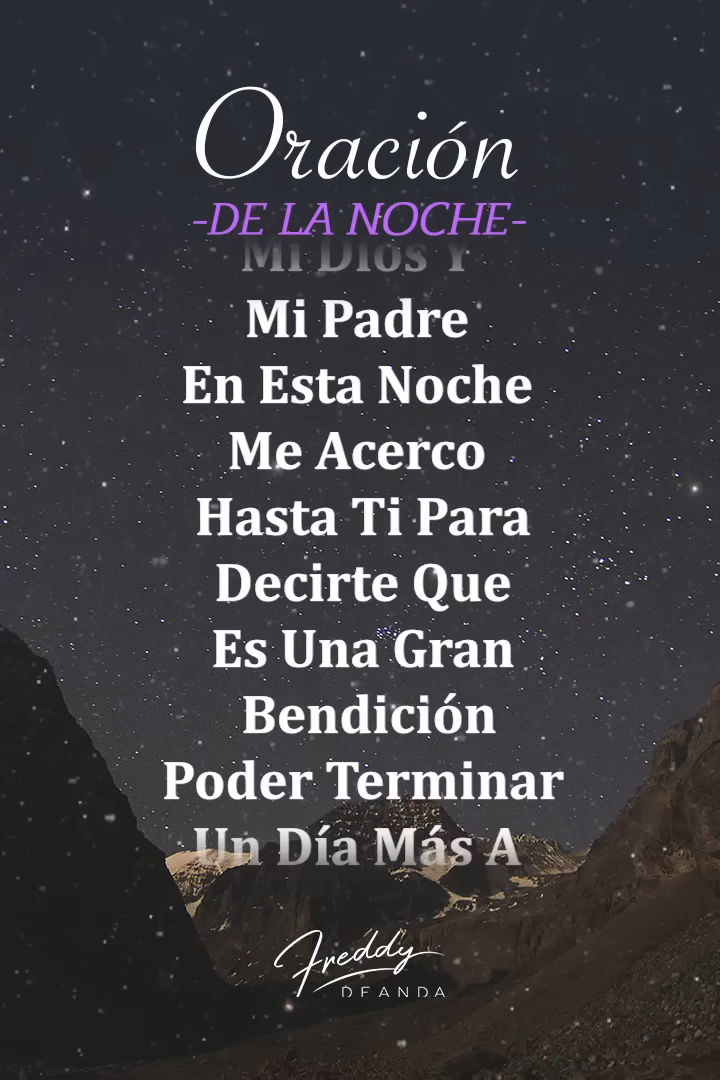 Oración
-DE LA NOCHE-
Mi Dios Y
Mi Padre
En Esta Noche
Me Acerco
Hasta Ti Para
Decirte Que
Es Una Gran
Bendición
Poder Terminar
Un Día Más A
Freddy
DEANDA